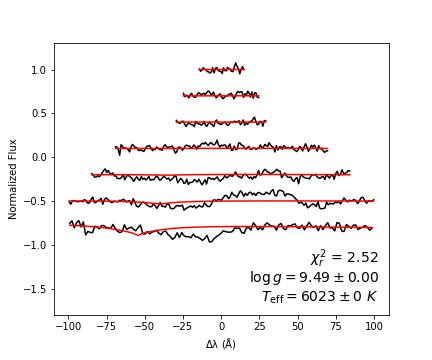 1.0
0.5
0.0
−0.5
−1.0
−1.5
Normalized Flux
χ²ᵣ = 2.52
log g = 9.49 ± 0.00
T_eff = 6023 ± 0 K
−100 −75 −50 −25 0 25 50 75 100
Δλ (Å)